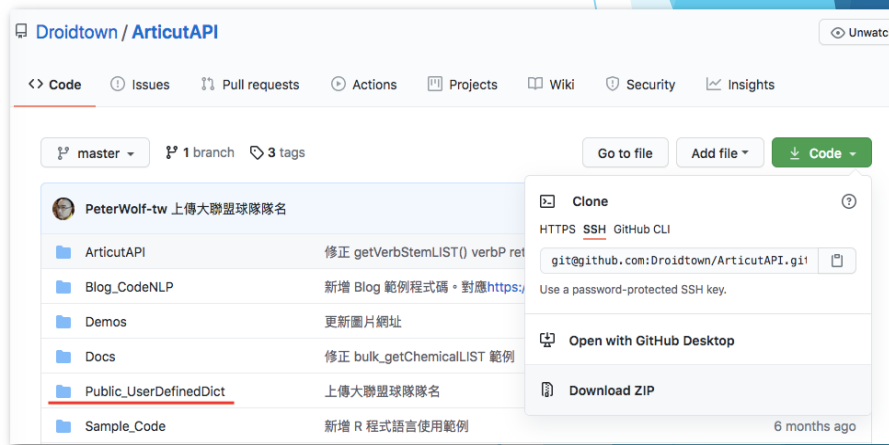 Droidtown / ArticutAPI
Unwatc
Code Issues Pull requests Actions Projects Wiki Security Insights
master 1 branch 3 tags Go to file Add file Code
PeterWolf-tw 上傳大聯盟球隊隊名
Clone
HTTPS SSH GitHub CLI
git@github.com:Droidtown/ArticutAPI.git
Use a password-protected SSH key.
Open with GitHub Desktop
Download ZIP
ArticutAPI 修正 getVerbStemLIST() verbP ret
Blog_CodeNLP 新增 Blog 範例程式碼。對應https:/
Demos 更新圖片網址
Docs 修正 bulk_getChemicalLIST 範例
Public_UserDefinedDict 上傳大聯盟球隊隊名
Sample_Code 新增 R 程式語言使用範例 6 months ago